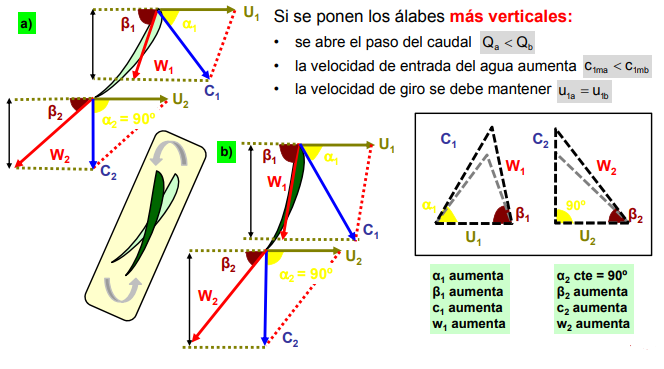 a)
β1
α1
U1
W1
C1
β2
α2 = 90º
U2
W2
C2
Si se ponen los álabes más verticales:
• se abre el paso del caudal Qa < Qb
• la velocidad de entrada del agua aumenta c1ma < c1mb
• la velocidad de giro se debe mantener u1a = u1b
b)
β1
α1
U1
W1
C1
β2
α2 = 90º
U2
W2
C2
C1
W1
α1
β1
U1
C2
W2
90º
β2
U2
α1 aumenta
β1 aumenta
c1 aumenta
w1 aumenta
α2 cte = 90º
β2 aumenta
c2 aumenta
w2 aumenta